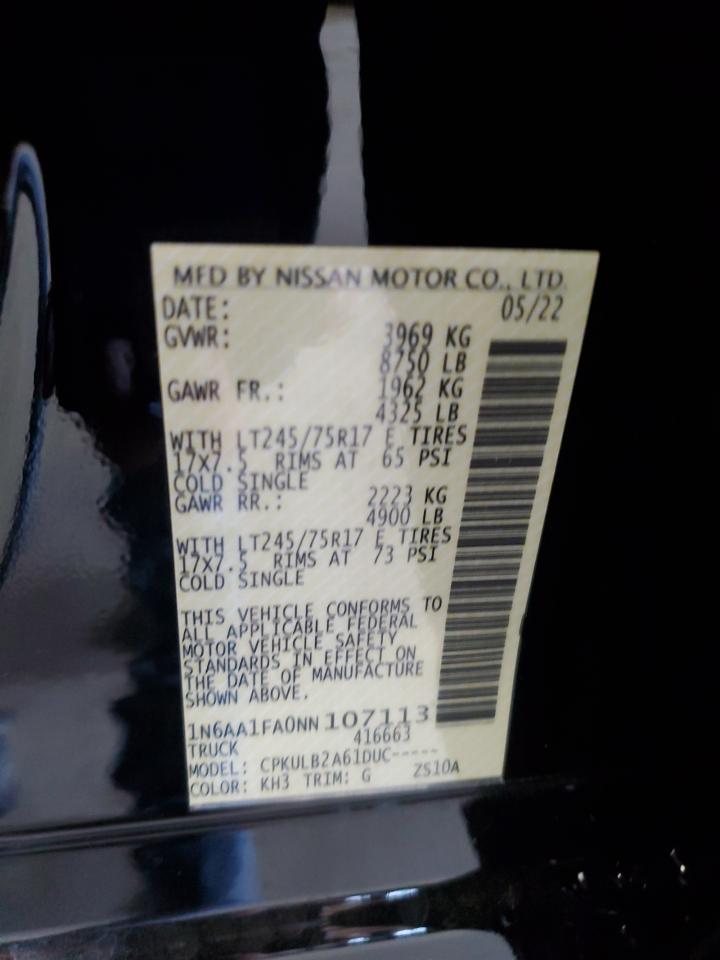 MFD BY NISSAN MOTOR CO., LTD.
DATE: 05/22
GVWR: 3969 KG
8750 LB
GAWR FR.: 1962 KG
4325 LB
WITH LT245/75R17 E TIRES
17X7.5 RIMS AT 65 PSI
COLD SINGLE
GAWR RR.: 2223 KG
4900 LB
WITH LT245/75R17 E TIRES
17X7.5 RIMS AT 73 PSI
COLD SINGLE
THIS VEHICLE CONFORMS TO
ALL APPLICABLE FEDERAL
MOTOR VEHICLE SAFETY
STANDARDS IN EFFECT ON
THE DATE OF MANUFACTURE
SHOWN ABOVE.
1N6AA1FA0NN107113
TRUCK 416663
MODEL: CPKULB2A61DUC-----
COLOR: KH3 TRIM: G ZS10A